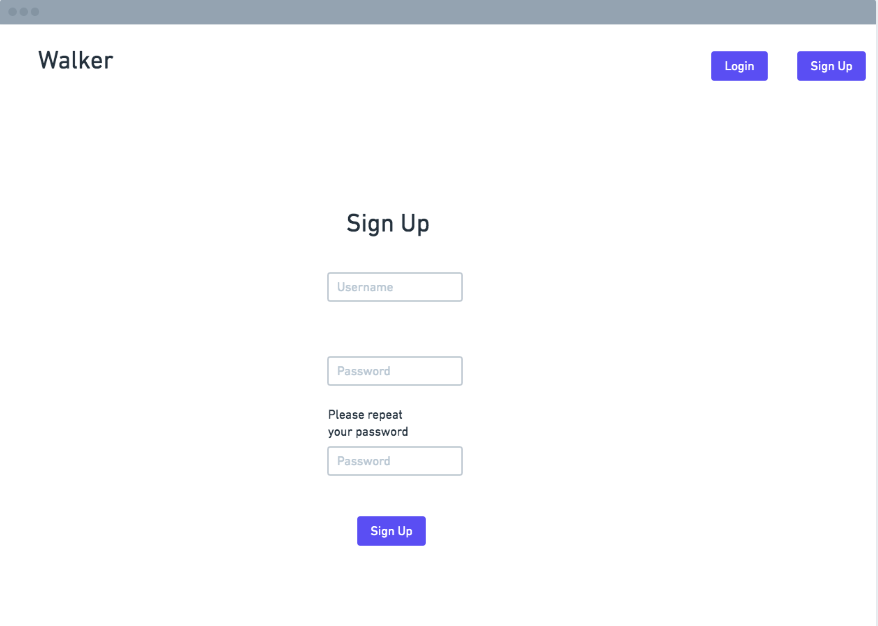 Walker
Login
Sign Up
Sign Up
Username
Password
Please repeat
your password
Password
Sign Up